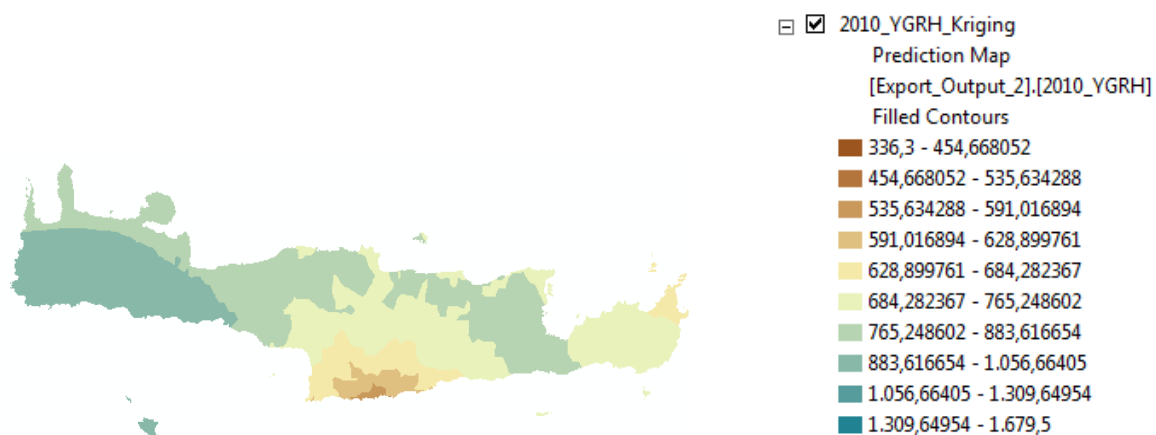 2010_YGRH_Kriging
Prediction Map
[Export_Output_2].[2010_YGRH]
Filled Contours
336,3 - 454,668052
454,668052 - 535,634288
535,634288 - 591,016894
591,016894 - 628,899761
628,899761 - 684,282367
684,282367 - 765,248602
765,248602 - 883,616654
883,616654 - 1.056,66405
1.056,66405 - 1.309,64954
1.309,64954 - 1.679,5